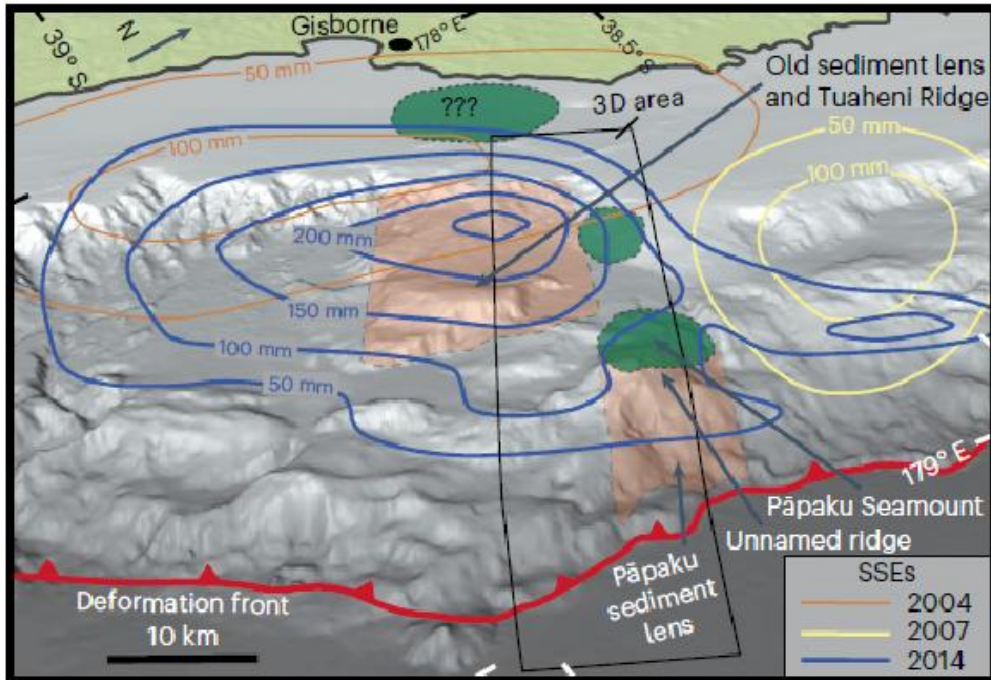 39° S
N
Gisborne
178° E
38.5° S
50 mm
???
3D area
Old sediment lens
and Tuaheni Ridge
50 mm
100 mm
100 mm
200 mm
150 mm
100 mm
50 mm
179° E
Pāpaku Seamount
Unnamed ridge
Pāpaku
sediment
lens
Deformation front
10 km
SSEs
2004
2007
2014